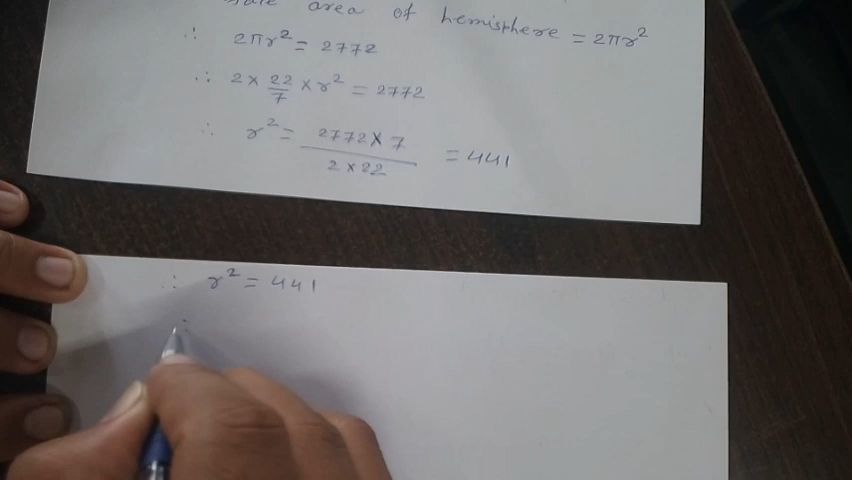 area of hemisphere = 2πr²
∴ 2πr² = 2772
∴ 2 × 22/7 × r² = 2772
∴ r² = 2772 × 7 / 2 × 22 = 441
∴ r² = 441
∴